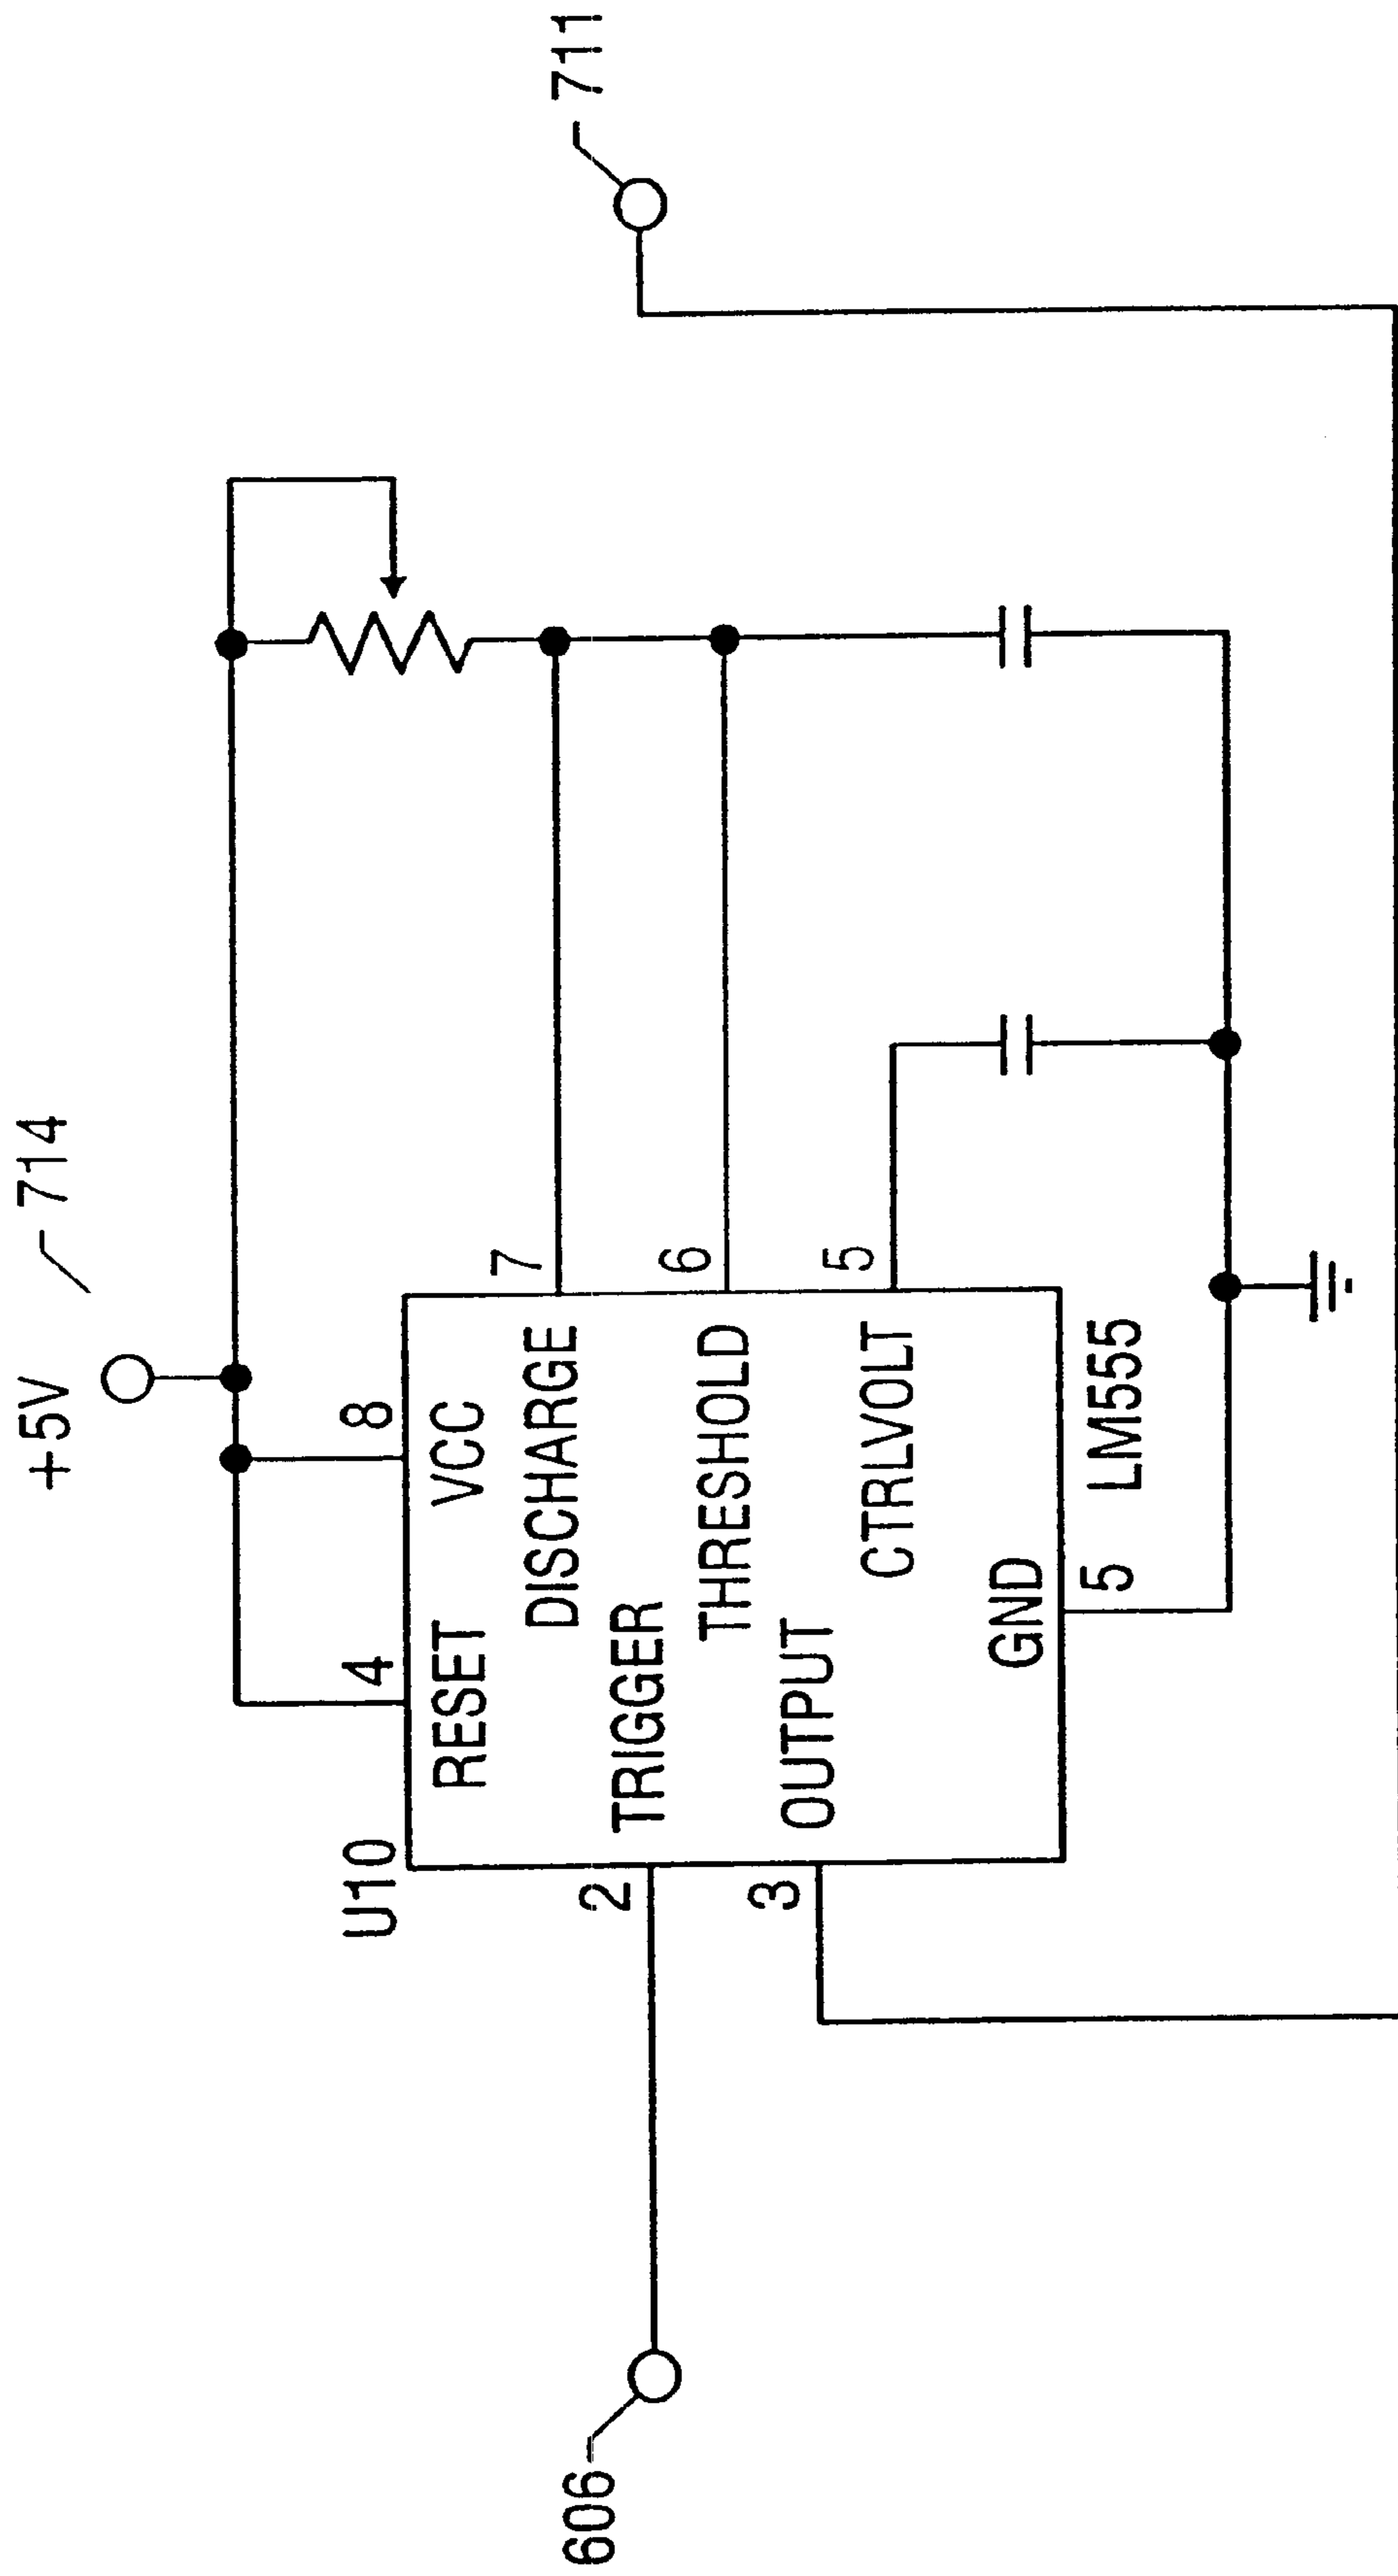 +5V
714
711
U10
4
8
RESET
VCC
7
DISCHARGE
2
TRIGGER
6
THRESHOLD
3
OUTPUT
5
CTRLVOLT
GND
5
LM555
606